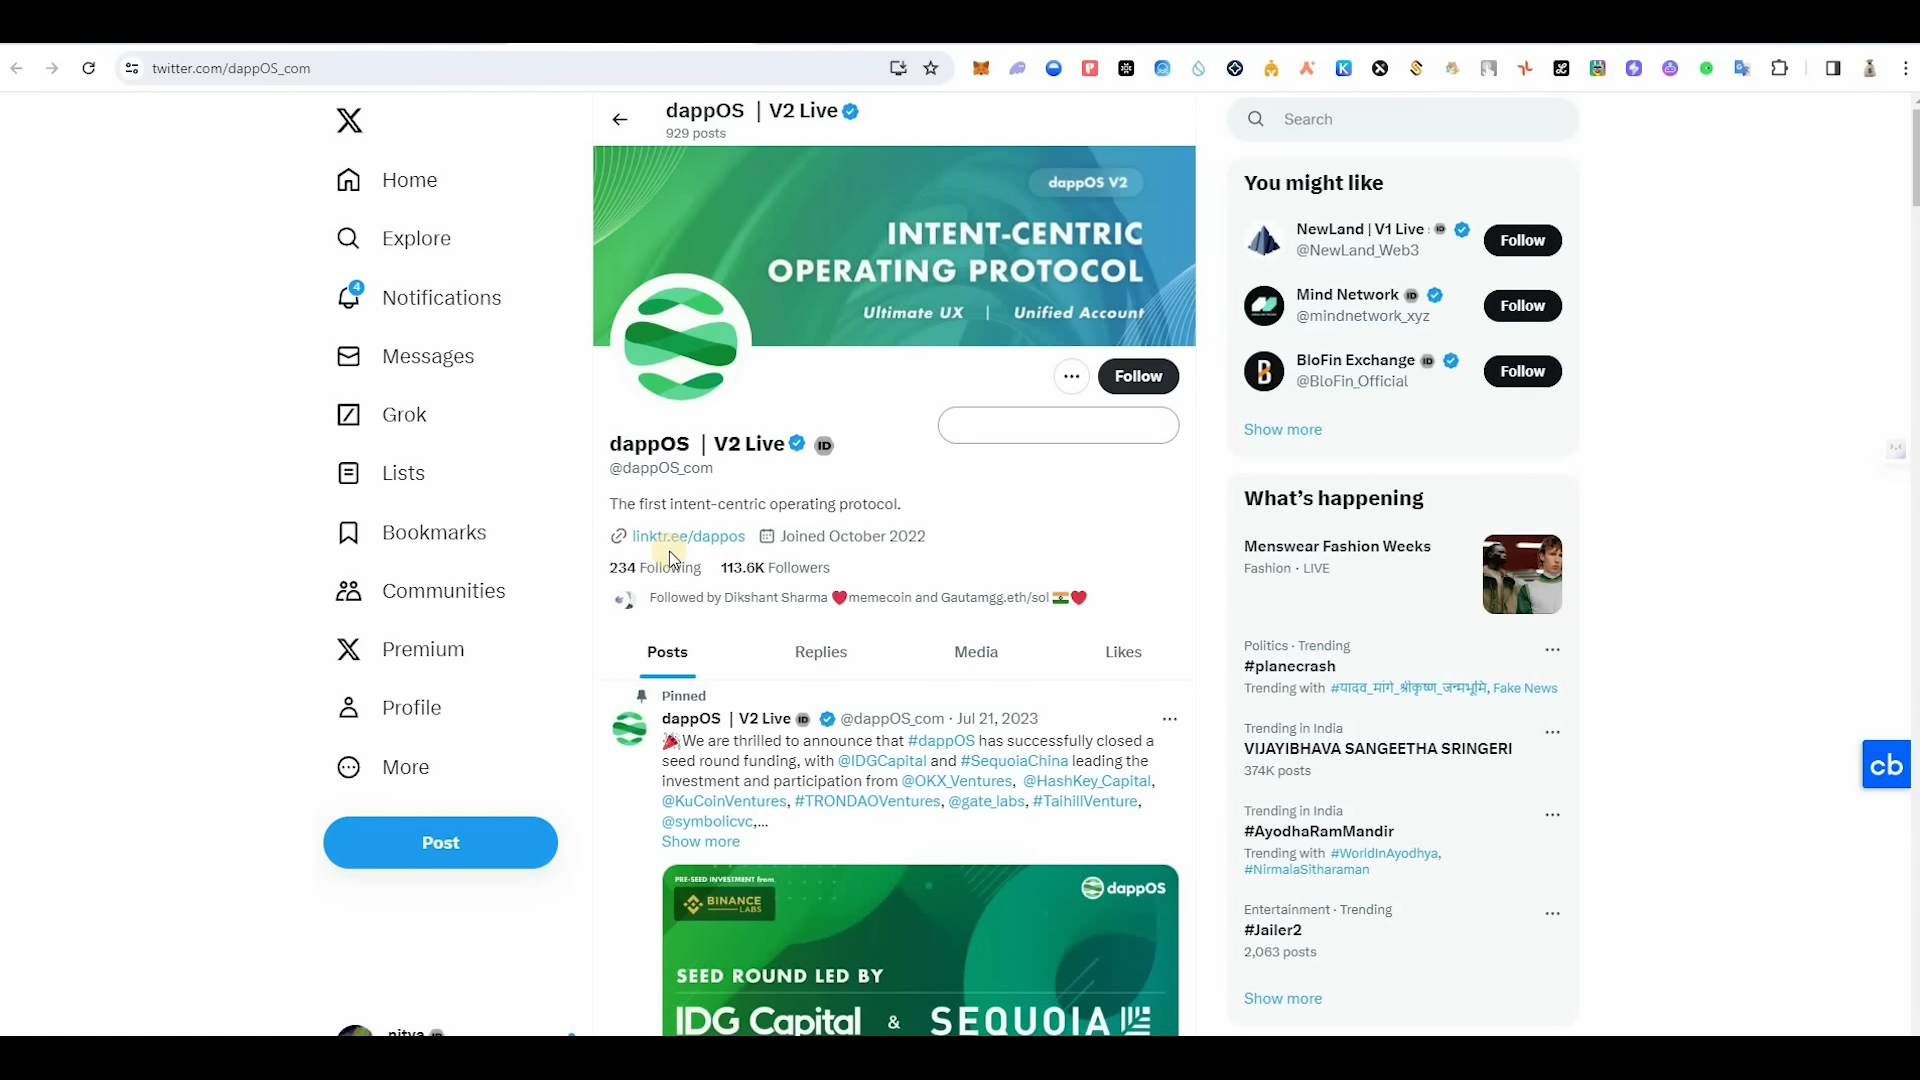 twitter.com/dappOS_com
dappOS | V2 Live
929 posts
Search
Home
Explore
4
Notifications
Messages
Grok
Lists
Bookmarks
Communities
Premium
Profile
More
Post
dappOS V2
INTENT-CENTRIC
OPERATING PROTOCOL
Ultimate UX | Unified Account
Follow
dappOS | V2 Live ID
@dappOS_com
The first intent-centric operating protocol.
linktr.ee/dappos Joined October 2022
234 Following 113.6K Followers
Followed by Dikshant Sharma ❤️memecoin and Gautamgg.eth/sol 🇮🇳❤️
Posts Replies Media Likes
Pinned
dappOS | V2 Live ID @dappOS_com · Jul 21, 2023
🎉We are thrilled to announce that #dappOS has successfully closed a
seed round funding, with @IDGCapital and #SequoiaChina leading the
investment and participation from @OKX_Ventures, @HashKey_Capital,
@KuCoinVentures, #TRONDAOVentures, @gate_labs, #TaihillVenture,
@symbolicvc,...
Show more
PRE-SEED INVESTMENT from
BINANCE
LABS
dappOS
SEED ROUND LED BY
IDG Capital & SEQUOIA
You might like
NewLand | V1 Live
@NewLand_Web3
Follow
Mind Network ID
@mindnetwork_xyz
Follow
BloFin Exchange ID
@BloFin_Official
Follow
Show more
What's happening
Menswear Fashion Weeks
Fashion · LIVE
Politics · Trending
#planecrash
Trending with #यादव_मांगे_श्रीकृष्ण_जन्मभूमि, Fake News
Trending in India
VIJAYIBHAVA SANGEETHA SRINGERI
374K posts
Trending in India
#AyodhaRamMandir
Trending with #WorldInAyodhya,
#NirmalaSitharaman
Entertainment · Trending
#Jailer2
2,063 posts
Show more
cb
nitya